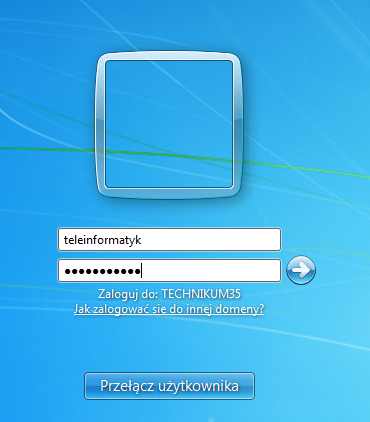 teleinformatyk
●●●●●●●●●●●
Zaloguj do: TECHNIKUM35
Jak zalogować się do innej domeny?
Przełącz użytkownika